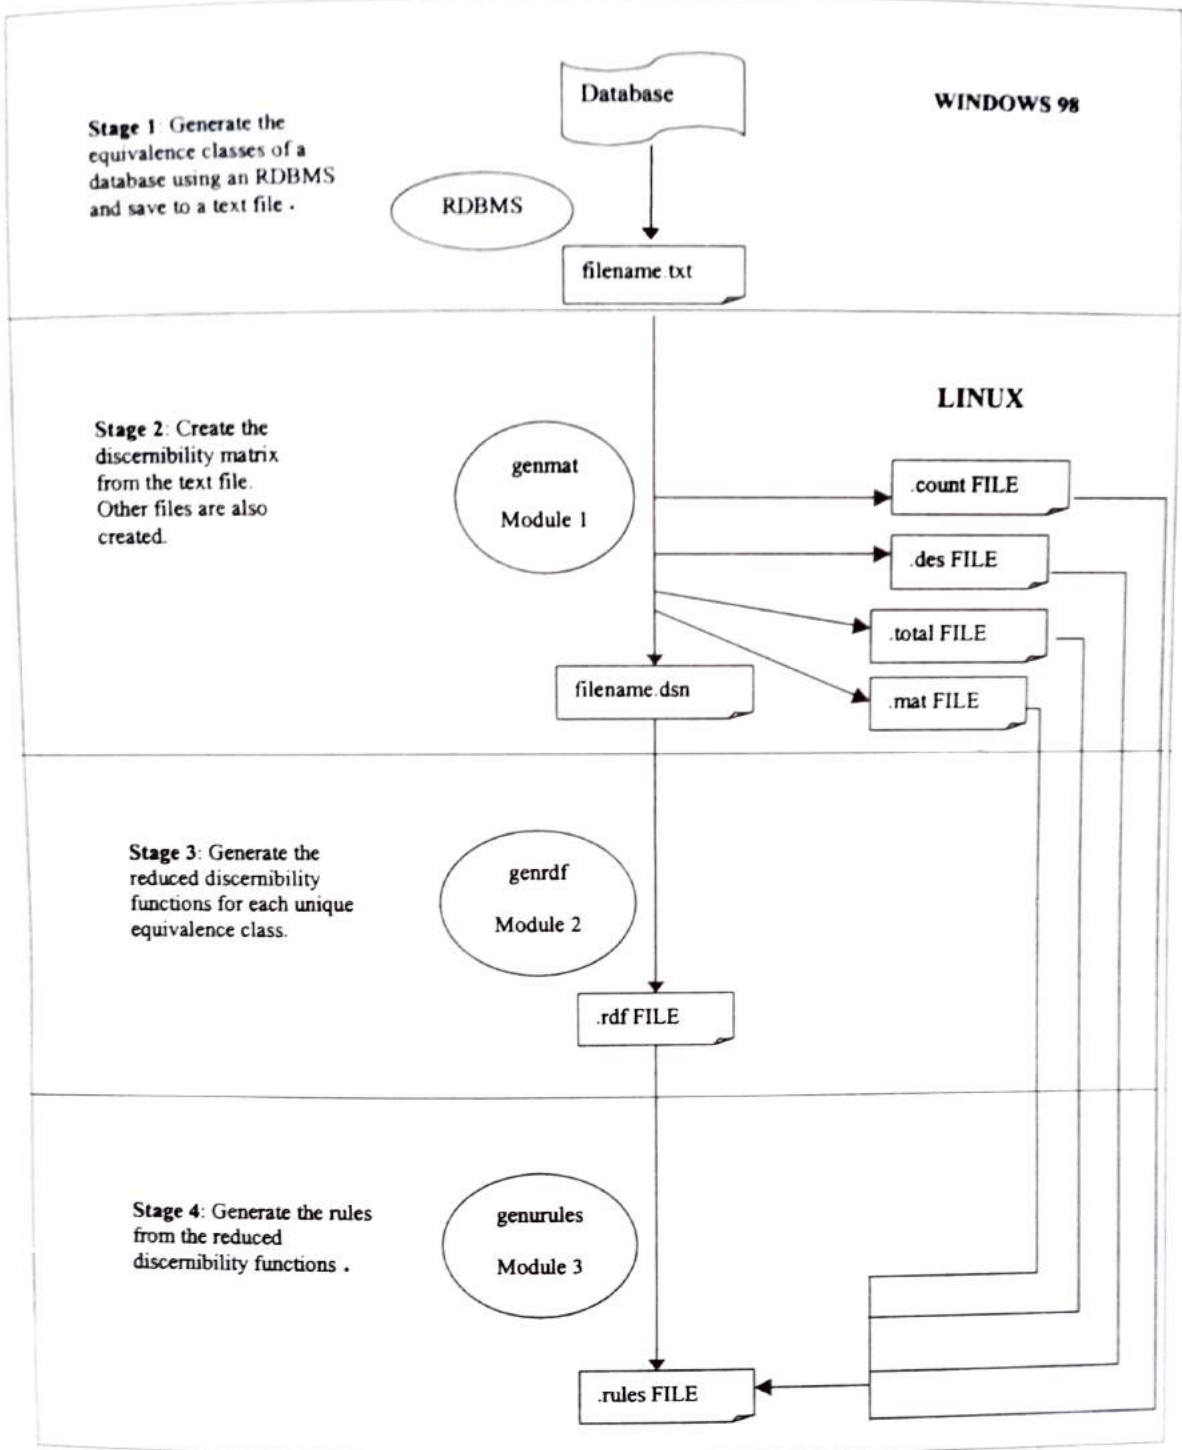 Database
WINDOWS 98
Stage 1: Generate the
equivalence classes of a
database using an RDBMS
and save to a text file .
RDBMS
filename.txt
LINUX
Stage 2: Create the
discernibility matrix
from the text file.
Other files are also
created.
genmat
Module 1
.count FILE
.des FILE
.total FILE
.mat FILE
filename.dsn
Stage 3: Generate the
reduced discernibility
functions for each unique
equivalence class.
genrdf
Module 2
.rdf FILE
Stage 4: Generate the rules
from the reduced
discernibility functions .
genurules
Module 3
.rules FILE